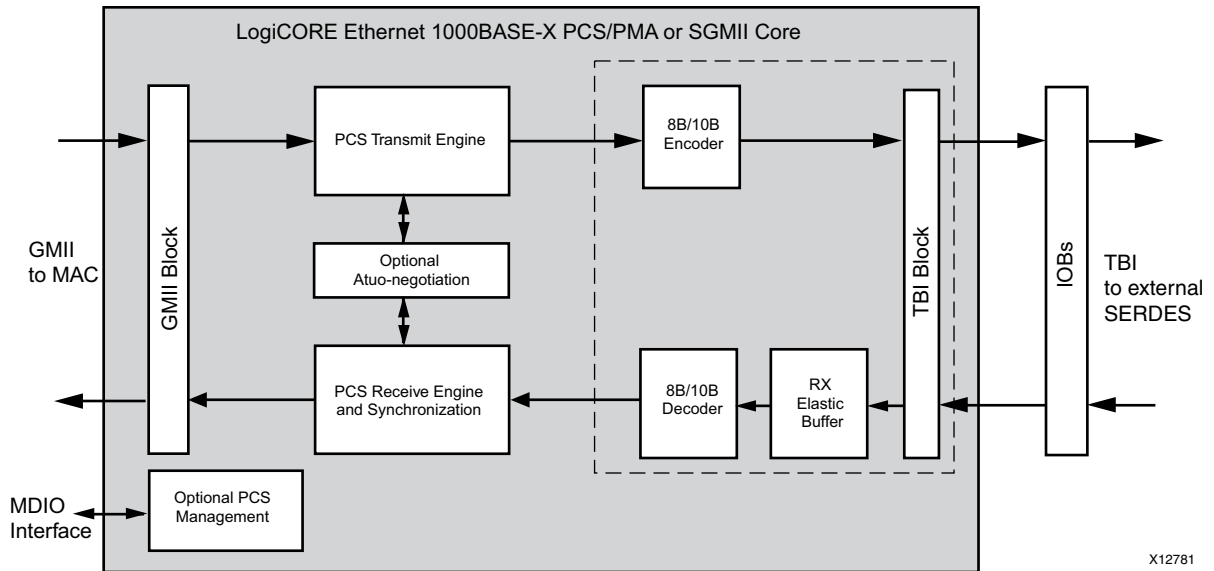 LogiCORE Ethernet 1000BASE-X PCS/PMA or SGMII Core
GMII
to MAC
GMII Block
PCS Transmit Engine
8B/10B
Encoder
Optional
Atuo-negotiation
TBI Block
IOBs
TBI
to external
SERDES
PCS Receive Engine
and Synchronization
8B/10B
Decoder
RX
Elastic
Buffer
MDIO
Interface
Optional PCS
Management
X12781